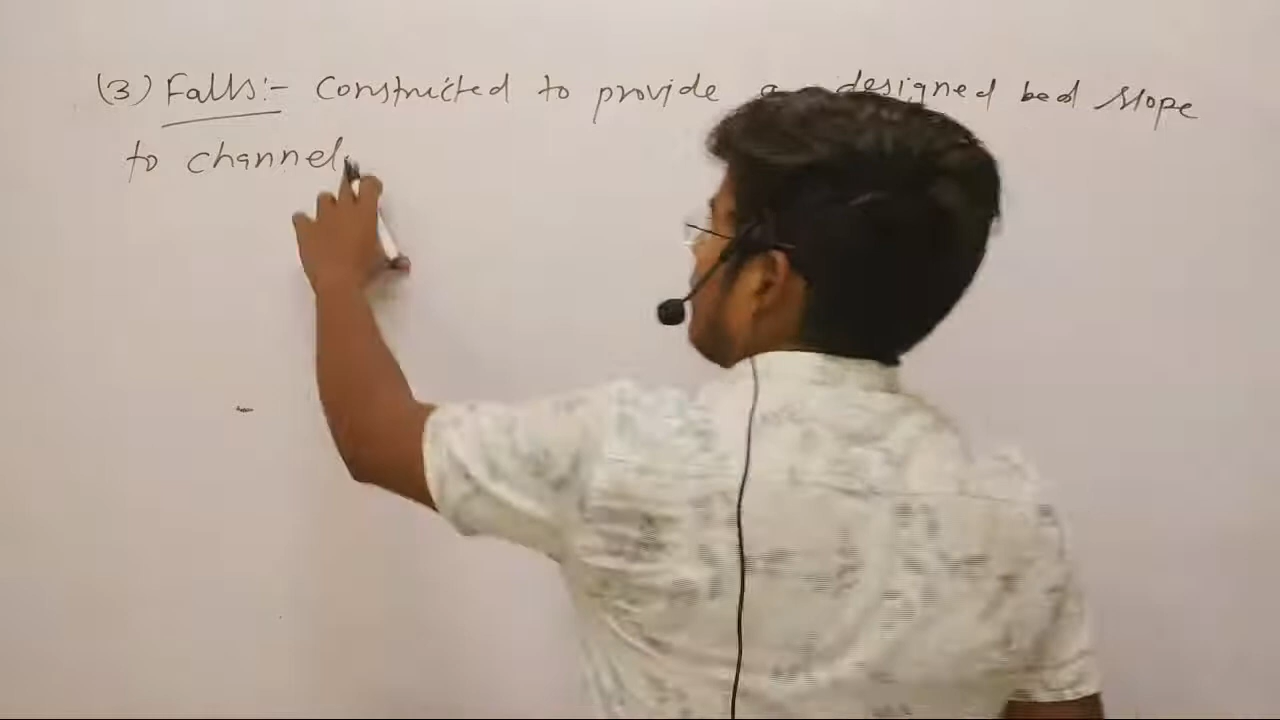 (3) Falls:- Constructed to provide a designed bed slope
to channel